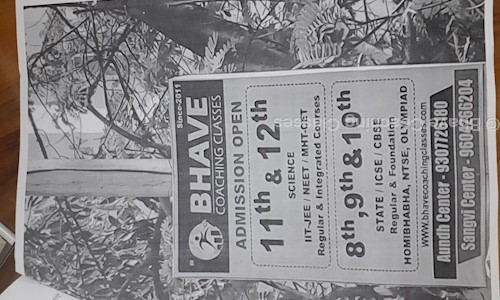 Since-2011
BHAVE
COACHING CLASSES
ADMISSION OPEN
11th & 12th
SCIENCE
IIT-JEE / NEET / MHT-CET
Regular & Integrated Courses
8th, 9th & 10th
STATE / ICSE / CBSE
Regular & Foundation
HOMIBHABHA, NTSE, OLYMPIAD
www.bhavecoachingclasses.com
Aundh Center - 9307726190
Sangvi Center - 9604266204